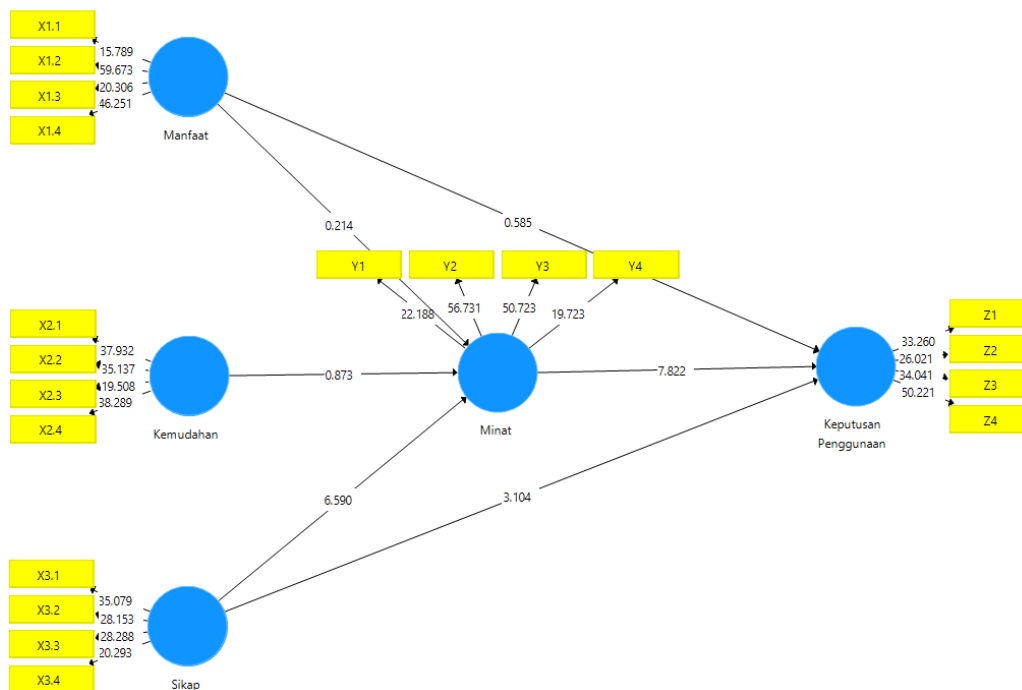 X1.1
15.789
X1.2
59.673
X1.3
20.306
46.251
X1.4
Manfaat
0.214
0.585
Y1
Y2
Y3
Y4
22.188
56.731
50.723
19.723
X2.1
37.932
X2.2
35.137
X2.3
19.508
38.289
X2.4
Kemudahan
0.873
Minat
7.822
33.260
Z1
26.021
Z2
34.041
Z3
50.221
Z4
Keputusan
Penggunaan
6.590
3.104
X3.1
35.079
X3.2
28.153
X3.3
28.288
20.293
X3.4
Sikap